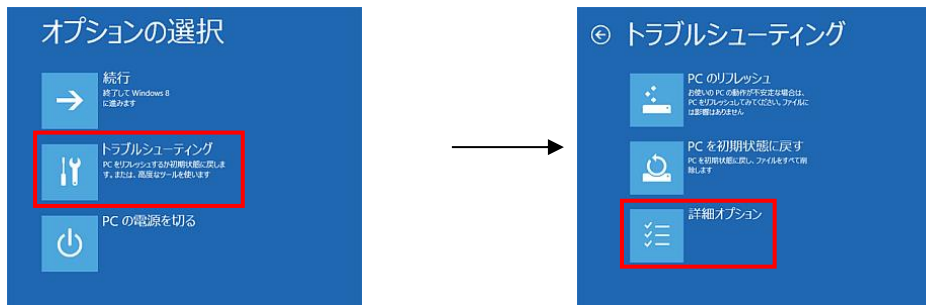 オプションの選択
続行
終了して Windows 8
に進みます
トラブルシューティング
PC をリフレッシュするか初期状態に戻しま
す。または、高度なツールを使います
PC の電源を切る
トラブルシューティング
PC のリフレッシュ
お使いの PC の動作が不安定な場合は、
PC をリフレッシュしてみてください。ファイルに
は影響はありません
PC を初期状態に戻す
PC を初期状態に戻し、ファイルをすべて削
除します
詳細オプション